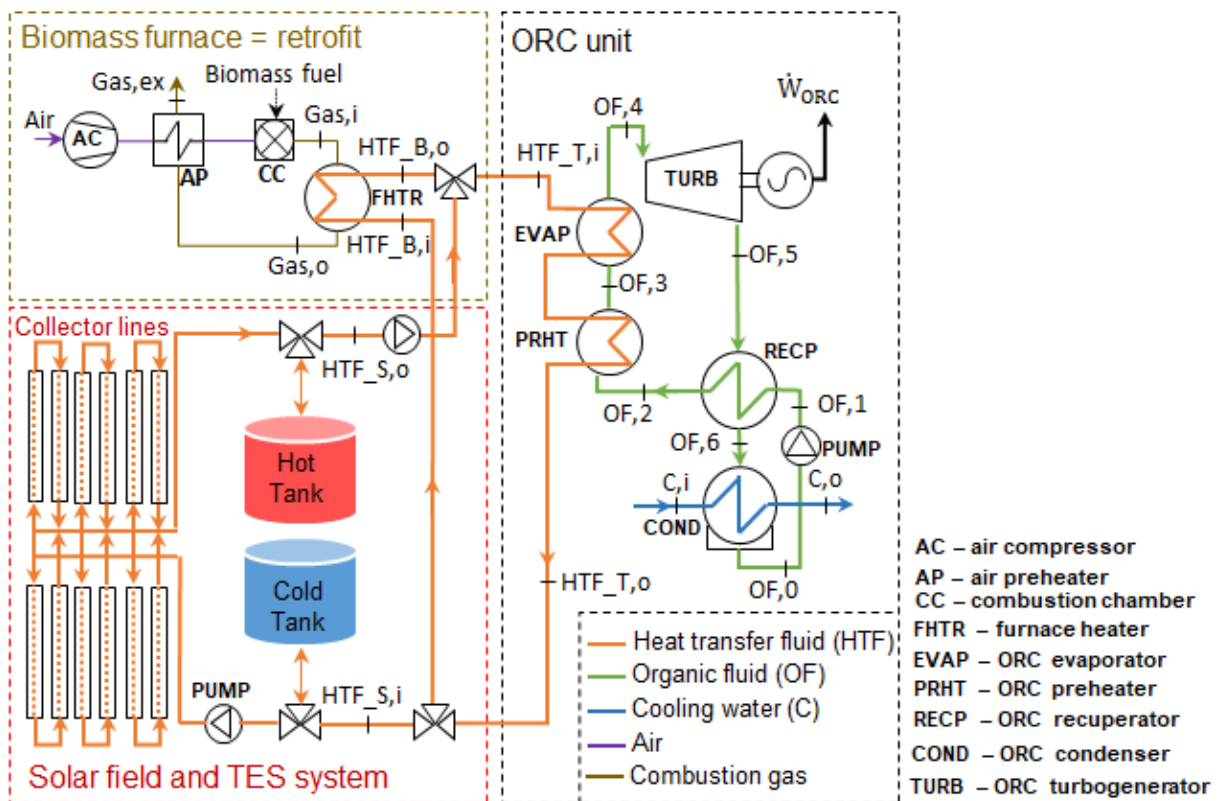 Biomass furnace = retrofit
Gas,ex
Biomass fuel
Air
AC
AP
CC
Gas,i
HTF_B,o
FHTR
HTF_B,i
Gas,o
ORC unit
ẆORC
OF,4
HTF_T,i
TURB
EVAP
OF,5
OF,3
PRHT
RECP
OF,2
OF,1
OF,6
PUMP
C,i
C,o
COND
OF,0
HTF_T,o
Collector lines
HTF_S,o
Hot
Tank
Cold
Tank
PUMP
HTF_S,i
Solar field and TES system
Heat transfer fluid (HTF)
Organic fluid (OF)
Cooling water (C)
Air
Combustion gas
AC – air compressor
AP – air preheater
CC – combustion chamber
FHTR – furnace heater
EVAP – ORC evaporator
PRHT – ORC preheater
RECP – ORC recuperator
COND – ORC condenser
TURB – ORC turbogenerator